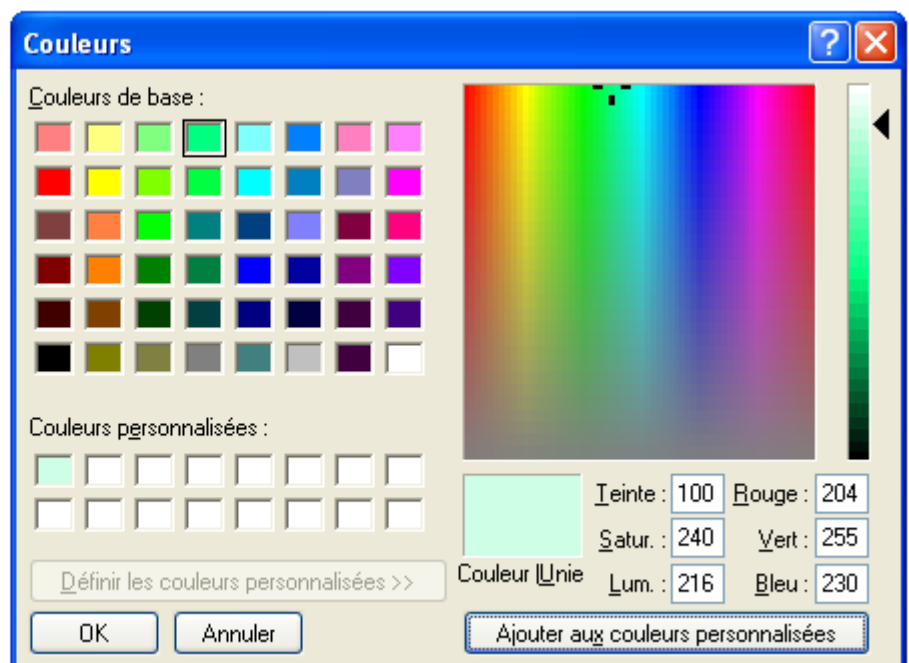 Couleurs
Couleurs de base :
Couleurs personnalisées :
Définir les couleurs personnalisées >>
OK Annuler
Teinte : 100 Rouge : 204
Satur. : 240 Vert : 255
Couleur |Unie Lum. : 216 Bleu : 230
Ajouter aux couleurs personnalisées